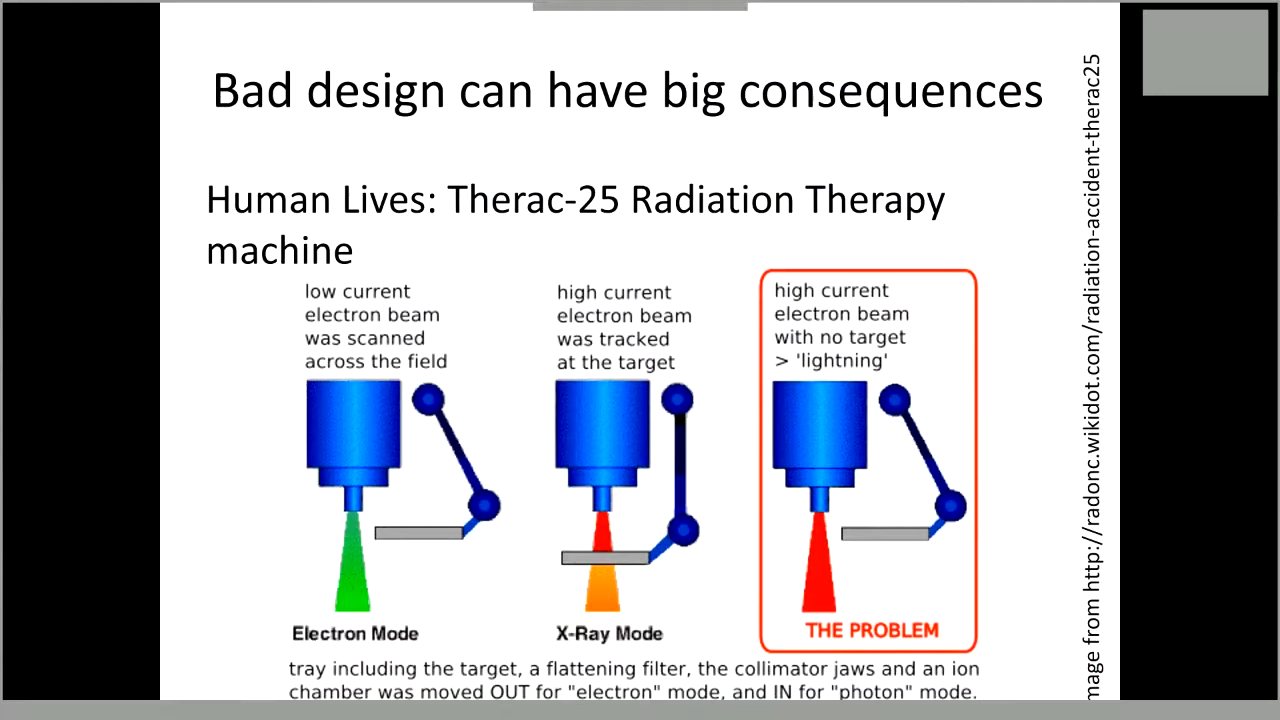 Bad design can have big consequences
Human Lives: Therac-25 Radiation Therapy
machine
low current
electron beam
was scanned
across the field
high current
electron beam
was tracked
at the target
high current
electron beam
with no target
> 'lightning'
Electron Mode
X-Ray Mode
THE PROBLEM
tray including the target, a flattening filter, the collimator jaws and an ion
chamber was moved OUT for "electron" mode, and IN for "photon" mode.
mage from http://radonc.wikidot.com/radiation-accident-therac25